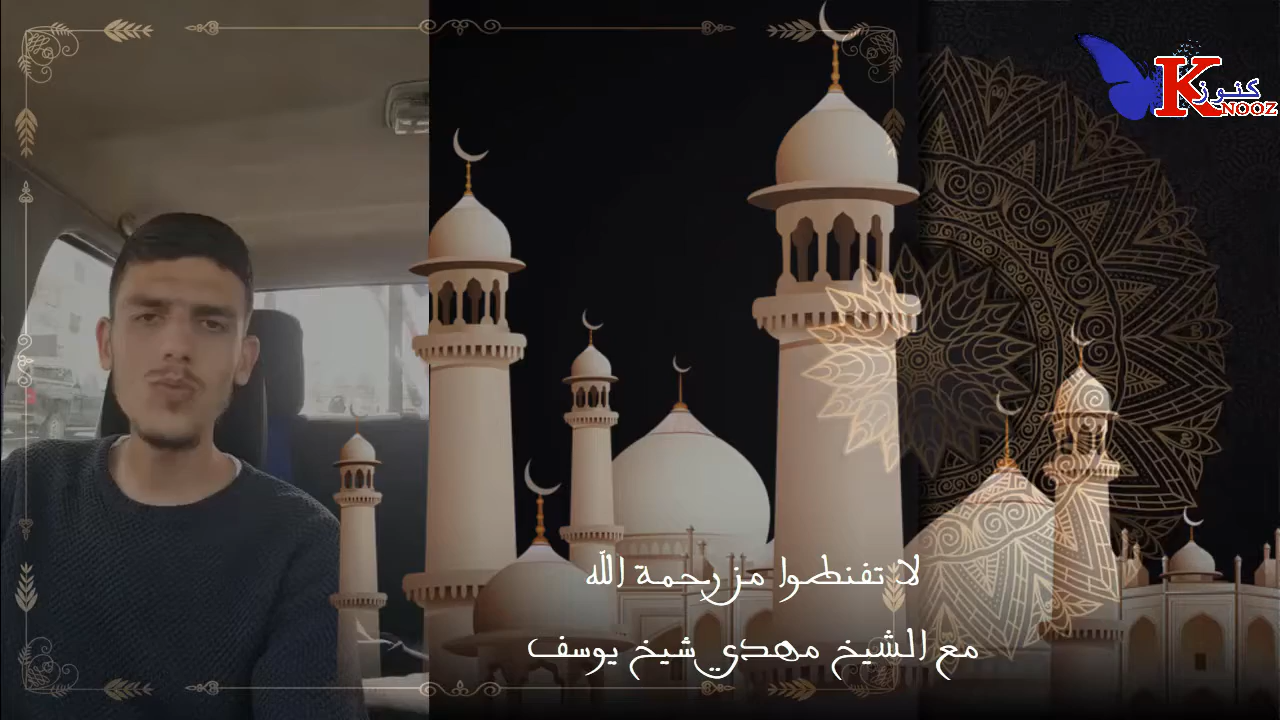 كنوز
KNOOZ
لا تقنطوا من رحمة الله
مع الشيخ مهدي شيخ يوسف